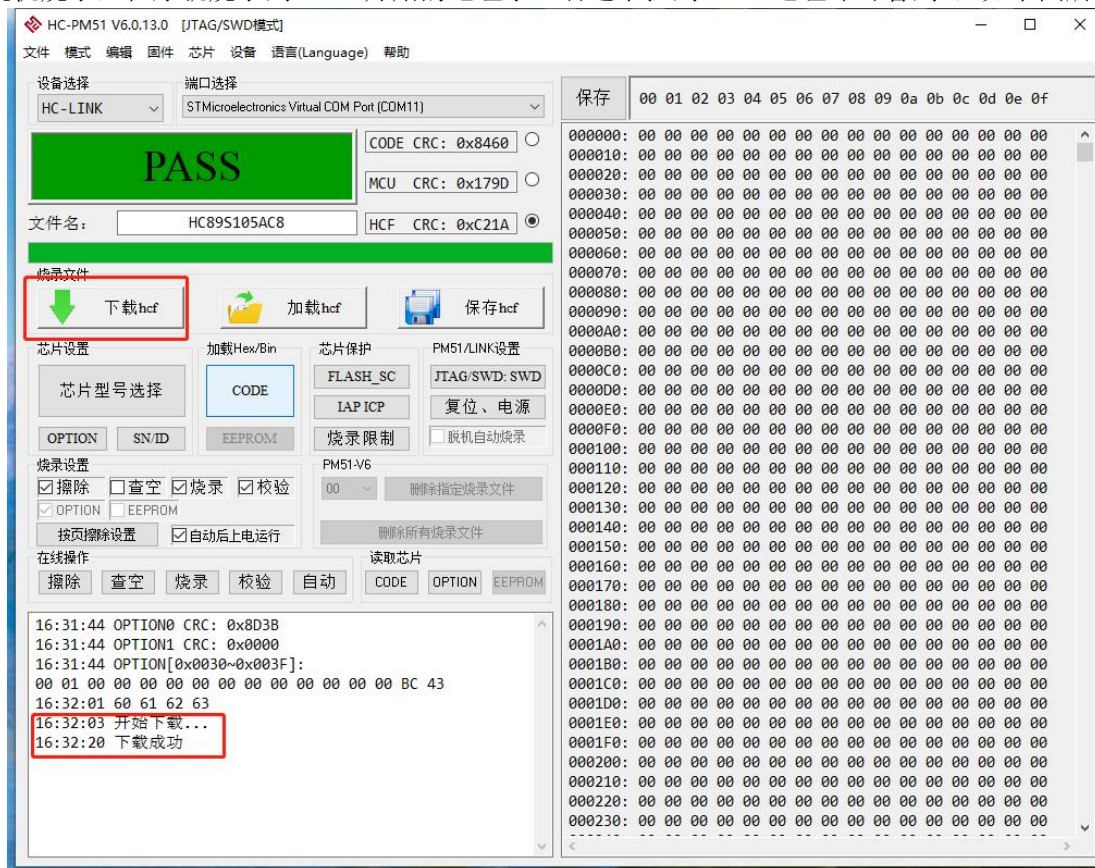 HC-PM51 V6.0.13.0 [JTAG/SWD模式]
文件 模式 编辑 固件 芯片 设备 语言(Language) 帮助
设备选择 端口选择
HC-LINK STMicroelectronics Virtual COM Port (COM11)
PASS
CODE CRC: 0x8460
MCU CRC: 0x179D
文件名: HC89S105AC8 HCF CRC: 0xC21A
烧录文件
下载hcf 加载hcf 保存hcf
芯片设置 加载Hex/Bin 芯片保护 PM51/LINK设置
芯片型号选择 CODE FLASH_SC JTAG/SWD: SWD
IAP ICP 复位、电源
OPTION SN/ID EEPROM 烧录限制 脱机自动烧录
烧录设置 PM51-V6
擦除 查空 烧录 校验 00 删除指定烧录文件
OPTION EEPROM
按页擦除设置 自动后上电运行 删除所有烧录文件
在线操作 读取芯片
擦除 查空 烧录 校验 自动 CODE OPTION EEPROM
16:31:44 OPTION0 CRC: 0x8D3B
16:31:44 OPTION1 CRC: 0x0000
16:31:44 OPTION[0x0030~0x003F]:
00 01 00 00 00 00 00 00 00 00 00 00 00 00 BC 43
16:32:01 60 61 62 63
16:32:03 开始下载...
16:32:20 下载成功
保存 00 01 02 03 04 05 06 07 08 09 0a 0b 0c 0d 0e 0f
000000: 00 00 00 00 00 00 00 00 00 00 00 00 00 00 00 00
000010: 00 00 00 00 00 00 00 00 00 00 00 00 00 00 00 00
000020: 00 00 00 00 00 00 00 00 00 00 00 00 00 00 00 00
000030: 00 00 00 00 00 00 00 00 00 00 00 00 00 00 00 00
000040: 00 00 00 00 00 00 00 00 00 00 00 00 00 00 00 00
000050: 00 00 00 00 00 00 00 00 00 00 00 00 00 00 00 00
000060: 00 00 00 00 00 00 00 00 00 00 00 00 00 00 00 00
000070: 00 00 00 00 00 00 00 00 00 00 00 00 00 00 00 00
000080: 00 00 00 00 00 00 00 00 00 00 00 00 00 00 00 00
000090: 00 00 00 00 00 00 00 00 00 00 00 00 00 00 00 00
0000A0: 00 00 00 00 00 00 00 00 00 00 00 00 00 00 00 00
0000B0: 00 00 00 00 00 00 00 00 00 00 00 00 00 00 00 00
0000C0: 00 00 00 00 00 00 00 00 00 00 00 00 00 00 00 00
0000D0: 00 00 00 00 00 00 00 00 00 00 00 00 00 00 00 00
0000E0: 00 00 00 00 00 00 00 00 00 00 00 00 00 00 00 00
0000F0: 00 00 00 00 00 00 00 00 00 00 00 00 00 00 00 00
000100: 00 00 00 00 00 00 00 00 00 00 00 00 00 00 00 00
000110: 00 00 00 00 00 00 00 00 00 00 00 00 00 00 00 00
000120: 00 00 00 00 00 00 00 00 00 00 00 00 00 00 00 00
000130: 00 00 00 00 00 00 00 00 00 00 00 00 00 00 00 00
000140: 00 00 00 00 00 00 00 00 00 00 00 00 00 00 00 00
000150: 00 00 00 00 00 00 00 00 00 00 00 00 00 00 00 00
000160: 00 00 00 00 00 00 00 00 00 00 00 00 00 00 00 00
000170: 00 00 00 00 00 00 00 00 00 00 00 00 00 00 00 00
000180: 00 00 00 00 00 00 00 00 00 00 00 00 00 00 00 00
000190: 00 00 00 00 00 00 00 00 00 00 00 00 00 00 00 00
0001A0: 00 00 00 00 00 00 00 00 00 00 00 00 00 00 00 00
0001B0: 00 00 00 00 00 00 00 00 00 00 00 00 00 00 00 00
0001C0: 00 00 00 00 00 00 00 00 00 00 00 00 00 00 00 00
0001D0: 00 00 00 00 00 00 00 00 00 00 00 00 00 00 00 00
0001E0: 00 00 00 00 00 00 00 00 00 00 00 00 00 00 00 00
0001F0: 00 00 00 00 00 00 00 00 00 00 00 00 00 00 00 00
000200: 00 00 00 00 00 00 00 00 00 00 00 00 00 00 00 00
000210: 00 00 00 00 00 00 00 00 00 00 00 00 00 00 00 00
000220: 00 00 00 00 00 00 00 00 00 00 00 00 00 00 00 00
000230: 00 00 00 00 00 00 00 00 00 00 00 00 00 00 00 00